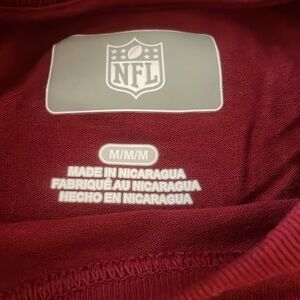 NFL
M/M/M
MADE IN NICARAGUA
FABRIQUÉ AU NICARAGUA
HECHO EN NICARAGUA